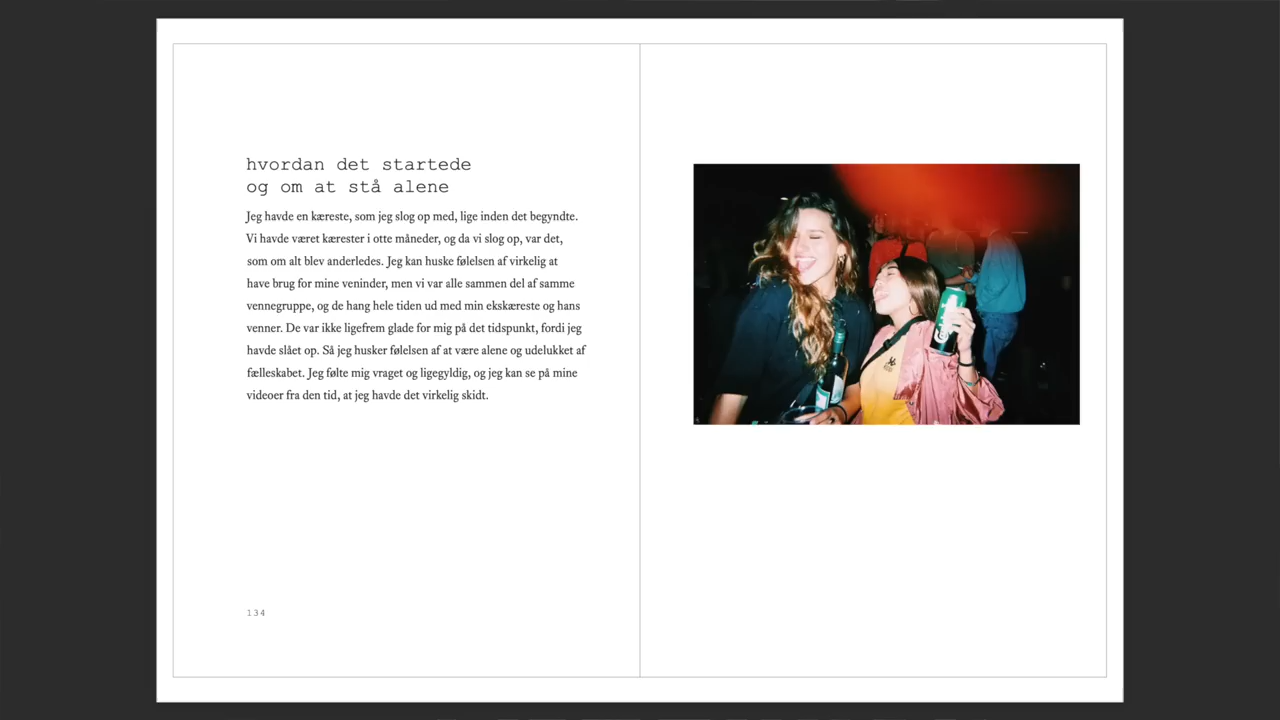 hvordan det startede
og om at stå alene
Jeg havde en kæreste, som jeg slog op med, lige inden det begyndte.
Vi havde været kærester i otte måneder, og da vi slog op, var det,
som om alt blev anderledes. Jeg kan huske følelsen af virkelig at
have brug for mine veninder, men vi var alle sammen del af samme
vennegruppe, og de hang hele tiden ud med min ekskæreste og hans
venner. De var ikke ligefrem glade for mig på det tidspunkt, fordi jeg
havde slået op. Så jeg husker følelsen af at være alene og udelukket af
fælleskabet. Jeg følte mig vraget og ligegyldig, og jeg kan se på mine
videoer fra den tid, at jeg havde det virkelig skidt.
134